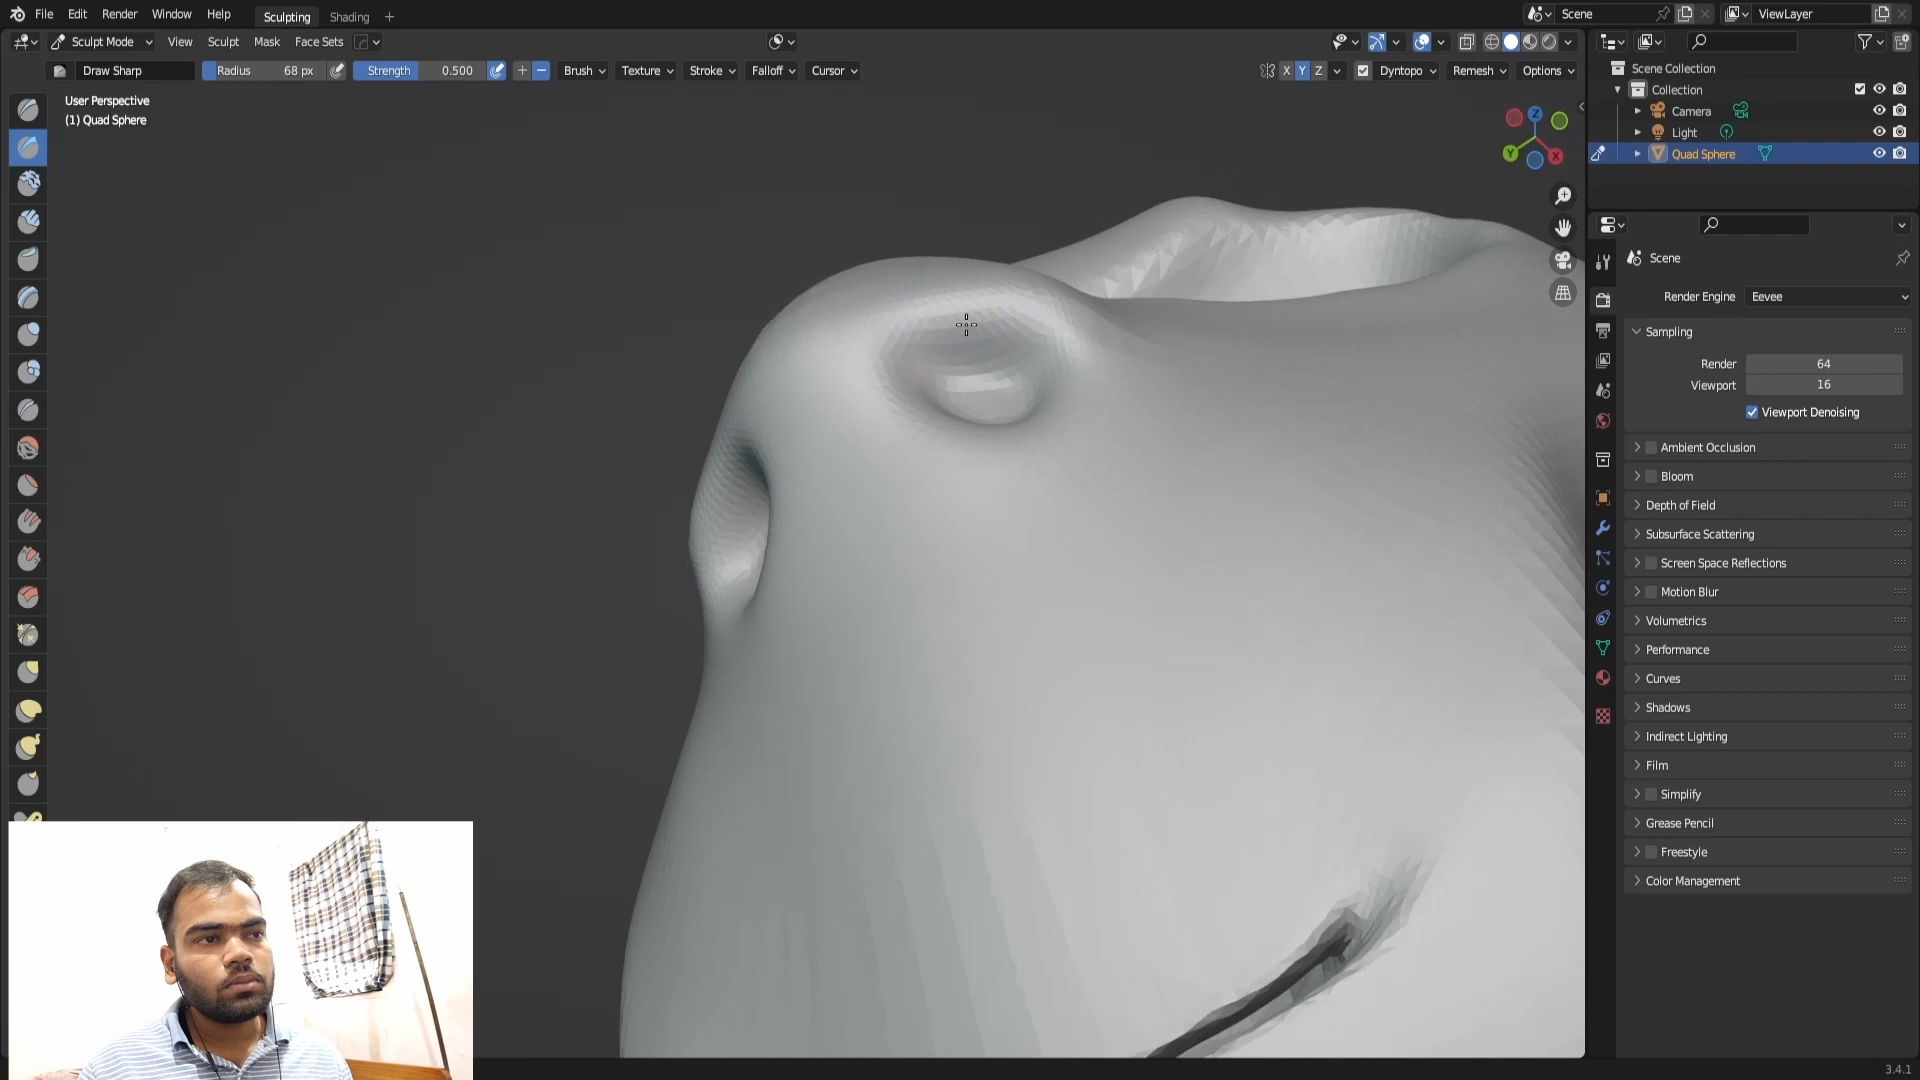 File Edit Render Window Help Sculpting Shading + Scene ViewLayer
Sculpt Mode View Sculpt Mask Face Sets
Draw Sharp Radius 68 px Strength 0.500 + − Brush Texture Stroke Falloff Cursor X Y Z Dyntopo Remesh Options
User Perspective
(1) Quad Sphere
Z
Y
X
Scene Collection
Collection
Camera
Light
Quad Sphere
Scene
Render Engine Eevee
Sampling
Render 64
Viewport 16
Viewport Denoising
Ambient Occlusion
Bloom
Depth of Field
Subsurface Scattering
Screen Space Reflections
Motion Blur
Volumetrics
Performance
Curves
Shadows
Indirect Lighting
Film
Simplify
Grease Pencil
Freestyle
Color Management
3.4.1